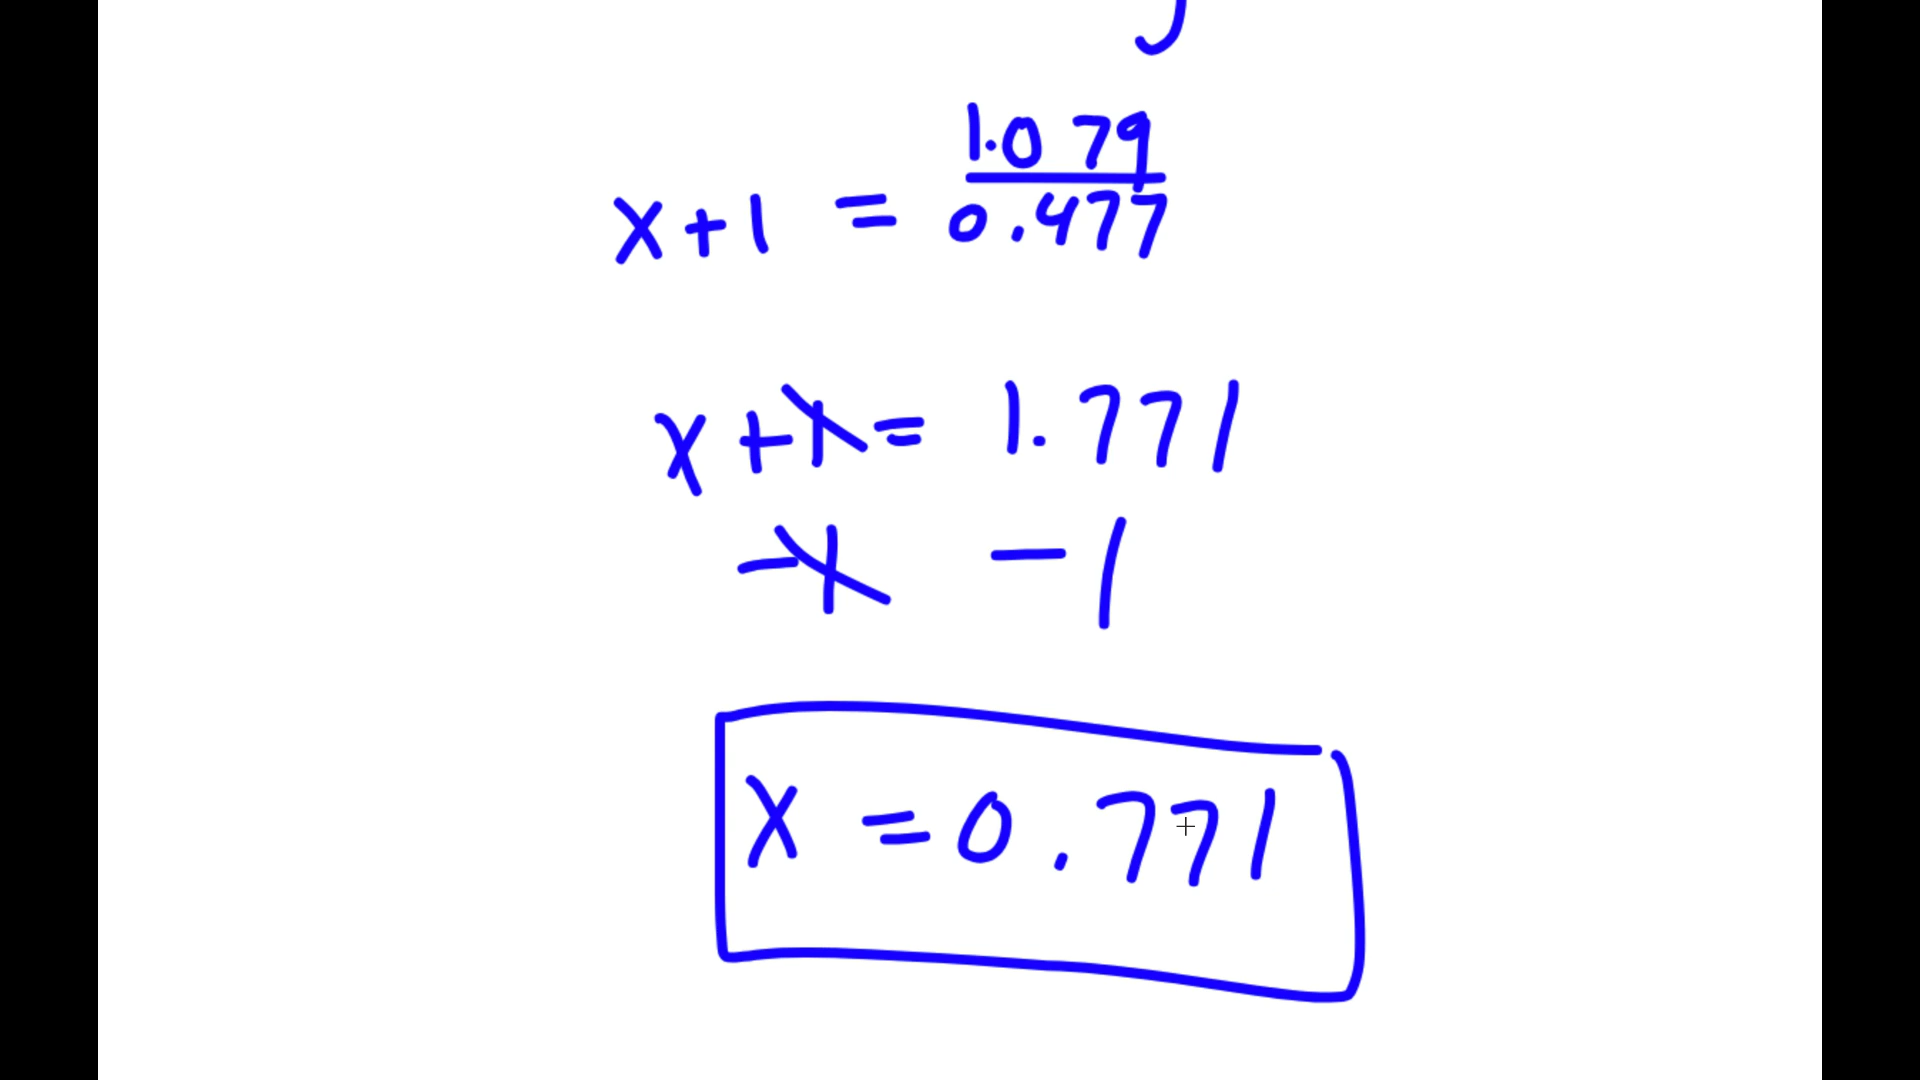 x+1 = 1.079/0.477
x+1= 1.771
-1 -1
x = 0.771